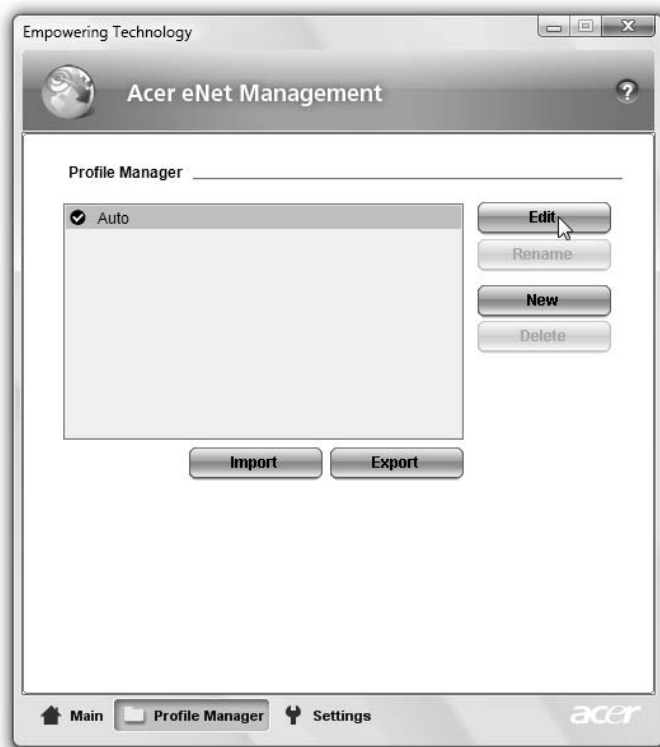 Empowering Technology
Acer eNet Management
?
Profile Manager
Auto
Edit
Rename
New
Delete
Import Export
Main Profile Manager Settings acer